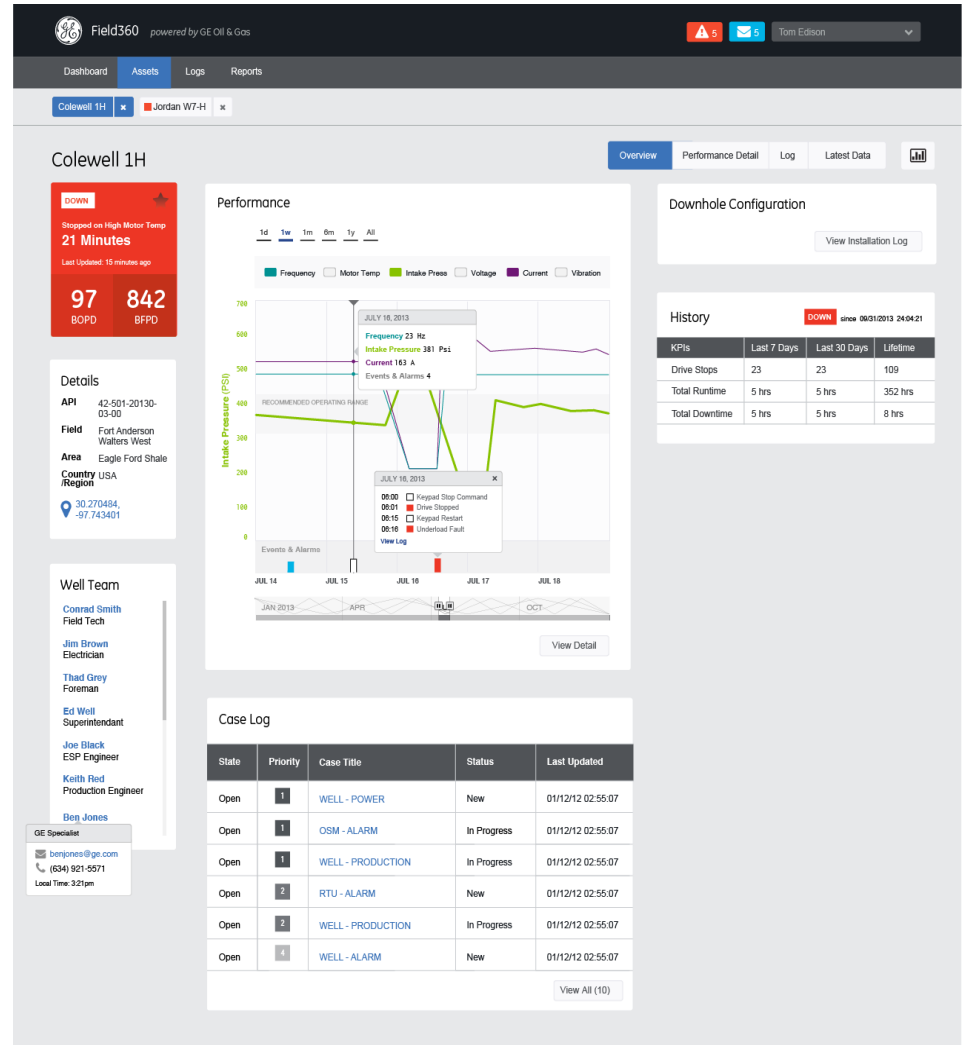 Field360 powered by GE Oil & Gas
5
5
Tom Edison
Dashboard Assets Logs Reports
Colewell 1H × Jordan W7-H ×
Colewell 1H
Overview Performance Detail Log Latest Data
DOWN
Stopped on High Motor Temp
21 Minutes
Last Updated: 15 minutes ago
97 842
BOPD BFPD
Details
API 42-501-20130-
03-00
Field Fort Anderson
Walters West
Area Eagle Ford Shale
Country USA
/Region
30.270484,
-97.743401
Well Team
Conrad Smith
Field Tech
Jim Brown
Electrician
Thad Grey
Foreman
Ed Well
Superintendant
Joe Black
ESP Engineer
Keith Red
Production Engineer
Ben Jones
GE Specialist
benjones@ge.com
(634) 921-5571
Local Time: 3:21pm
Performance
1d 1w 1m 6m 1y All
Frequency Motor Temp Intake Press Voltage Current Vibration
Intake Pressure (PSI)
700
600
500
400
300
200
100
0
RECOMMENDED OPERATING RANGE
JULY 16, 2013
Frequency 23 Hz
Intake Pressure 381 Psi
Current 163 A
Events & Alarms 4
JULY 16, 2013 ×
06:00 Keypad Stop Command
06:01 Drive Stopped
06:15 Keypad Restart
06:16 Underload Fault
View Log
Events & Alarms
JUL 14 JUL 15 JUL 16 JUL 17 JUL 18
JAN 2013 APR JUL OCT
View Detail
Case Log
State Priority Case Title Status Last Updated
Open 1 WELL - POWER New 01/12/12 02:55:07
Open 1 OSM - ALARM In Progress 01/12/12 02:55:07
Open 1 WELL - PRODUCTION In Progress 01/12/12 02:55:07
Open 2 RTU - ALARM New 01/12/12 02:55:07
Open 2 WELL - PRODUCTION In Progress 01/12/12 02:55:07
Open 4 WELL - ALARM New 01/12/12 02:55:07
View All (10)
Downhole Configuration
View Installation Log
History DOWN since 09/31/2013 24:04:21
KPIs Last 7 Days Last 30 Days Lifetime
Drive Stops 23 23 109
Total Runtime 5 hrs 5 hrs 352 hrs
Total Downtime 5 hrs 5 hrs 8 hrs